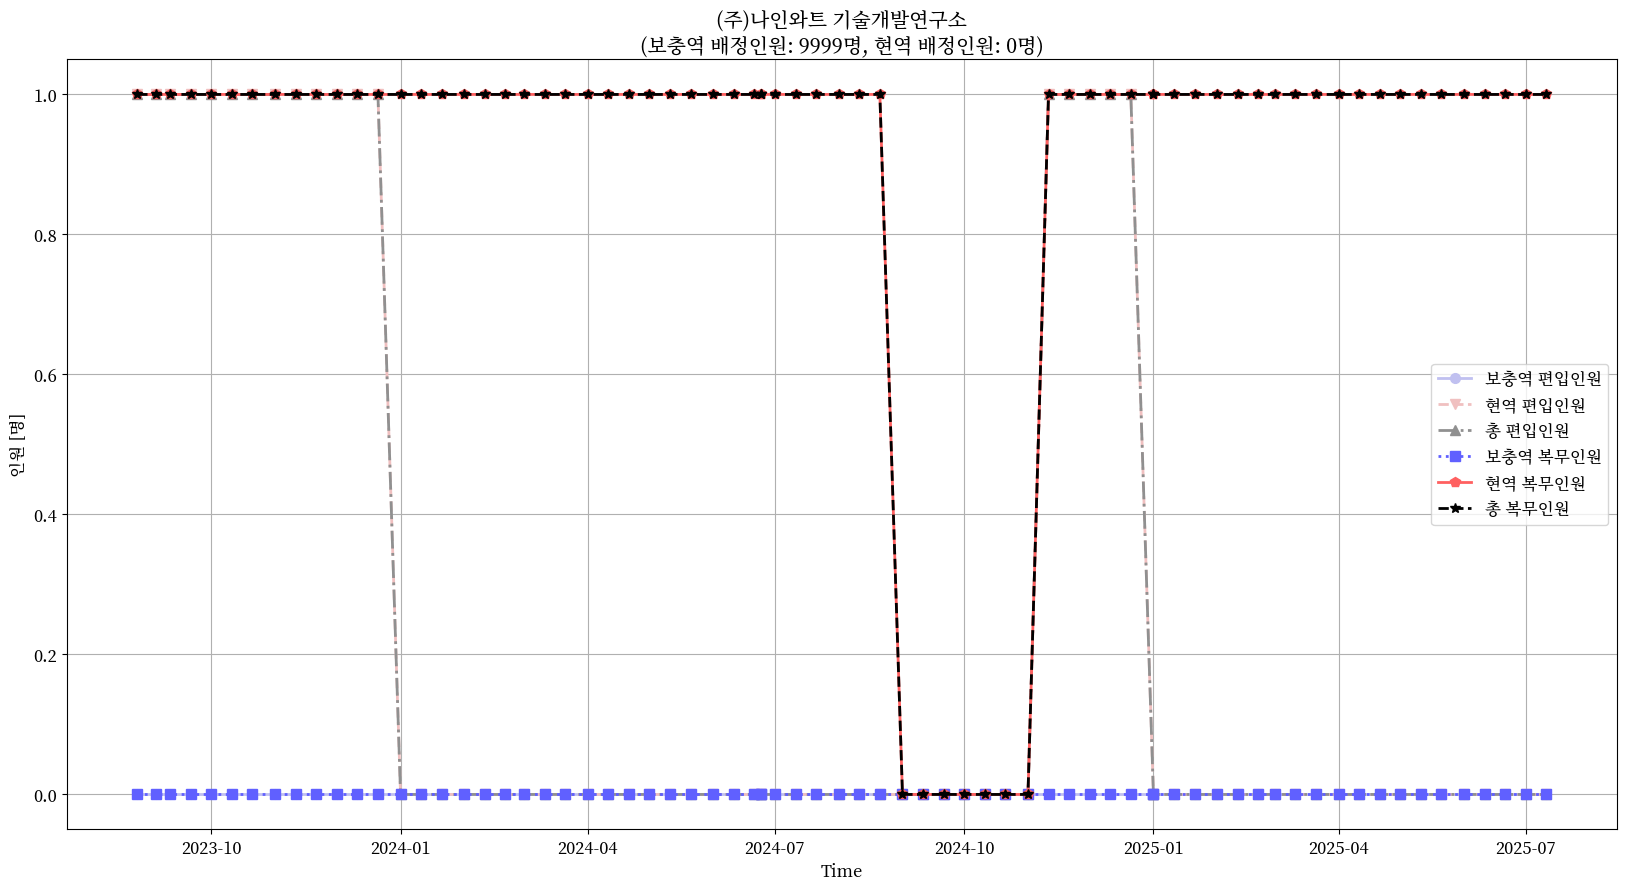 (주)나인와트 기술개발연구소
(보충역 배정인원: 9999명, 현역 배정인원: 0명)
인원 [명]
1.0
0.8
0.6
0.4
0.2
0.0
보충역 편입인원
현역 편입인원
총 편입인원
보충역 복무인원
현역 복무인원
총 복무인원
2023-10
2024-01
2024-04
2024-07
2024-10
2025-01
2025-04
2025-07
Time